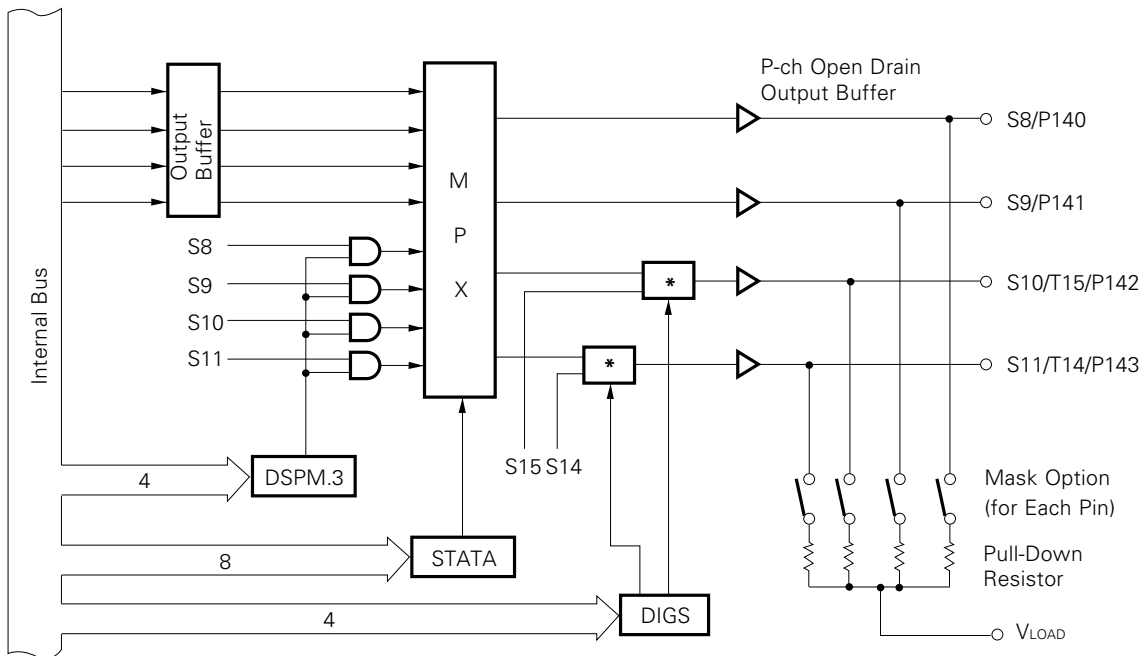 P-ch Open Drain
Output Buffer
Output
Buffer
M
P
X
S8/P140
S9/P141
S8
S9
S10
S11
*
S10/T15/P142
*
S11/T14/P143
Internal Bus
S15 S14
4
DSPM.3
Mask Option
(for Each Pin)
8
STATA
Pull-Down
Resistor
4
DIGS
VLOAD